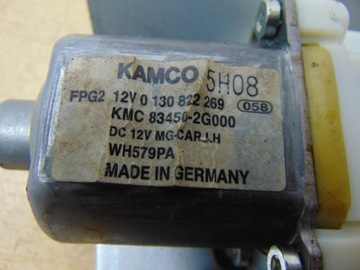 KAMCO 5H08
FPG2 12V 0 130 822 269 058
KMC 83450-2G000
DC 12V MG-CAR L.H
WH579PA
MADE IN GERMANY